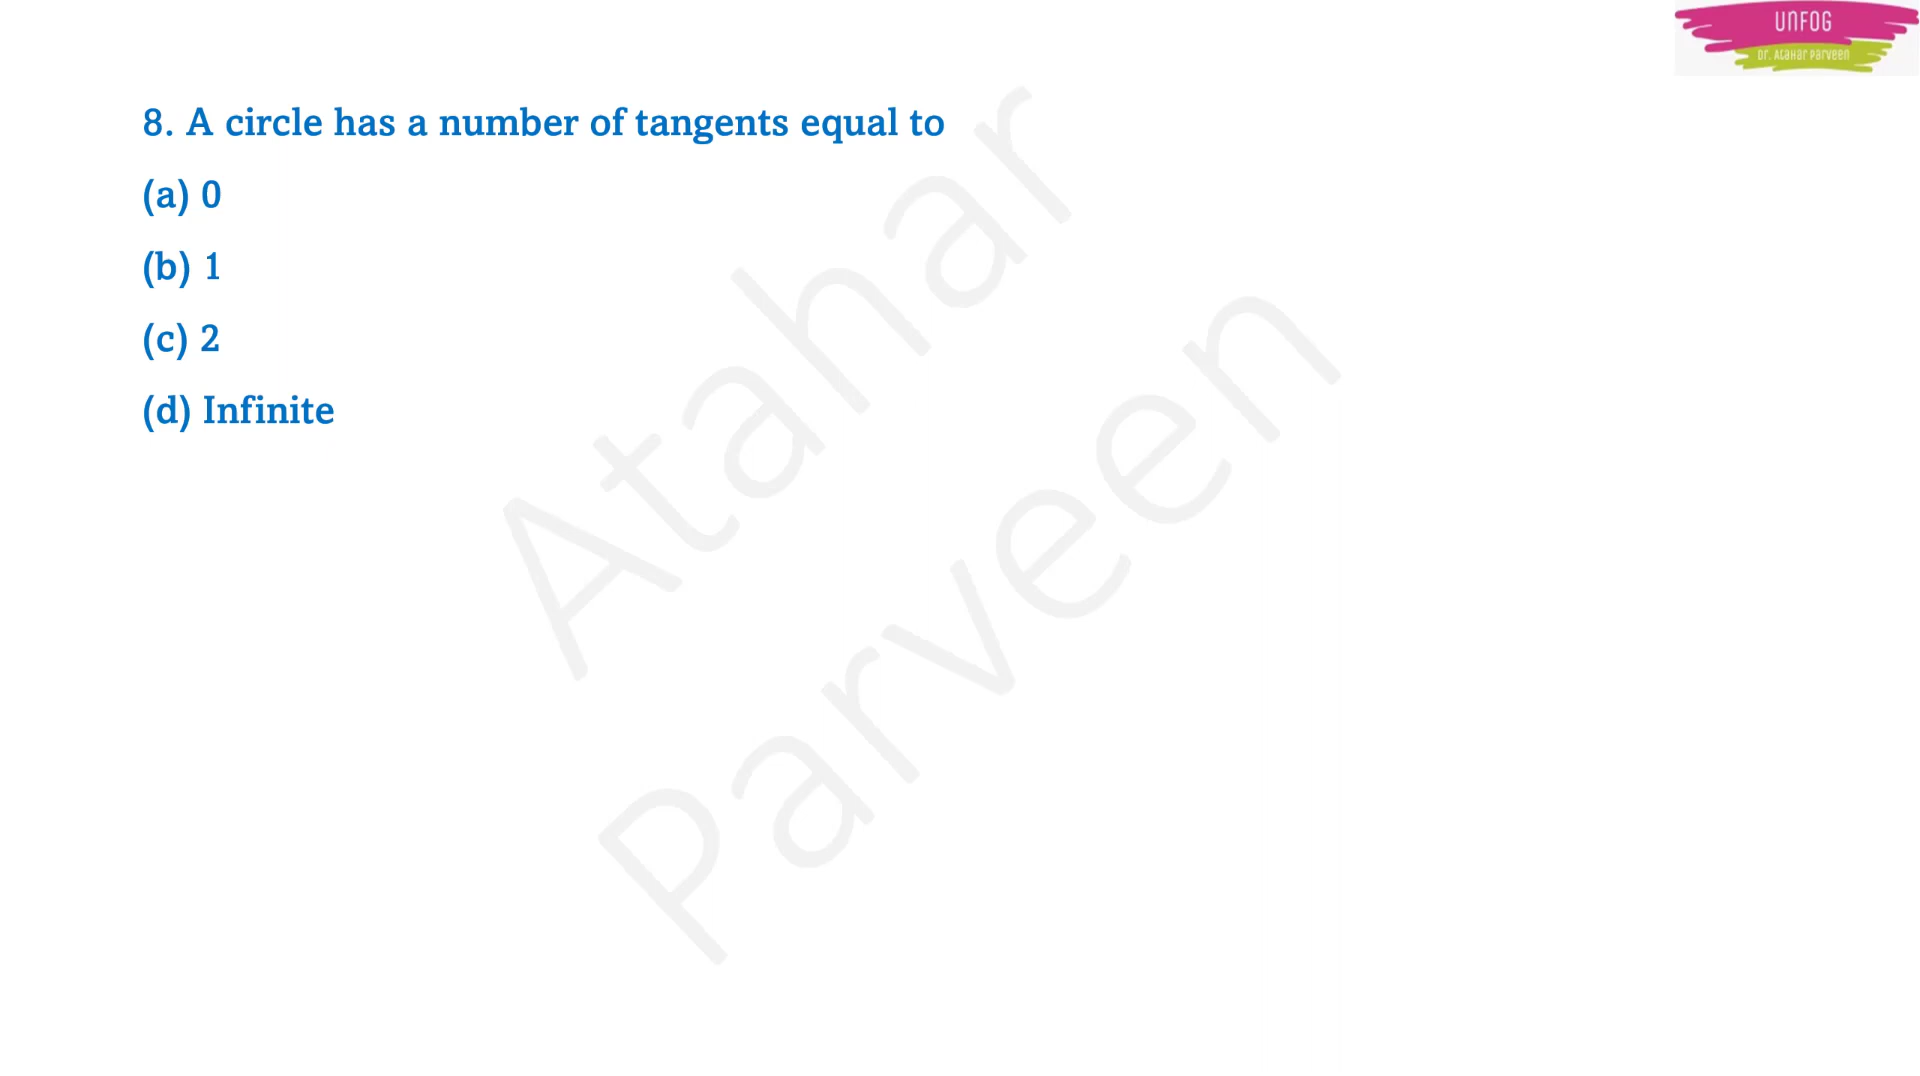 UNFOG
Dr. Atahar Parveen
8. A circle has a number of tangents equal to
(a) 0
(b) 1
(c) 2
(d) Infinite
Atahar
Parveen